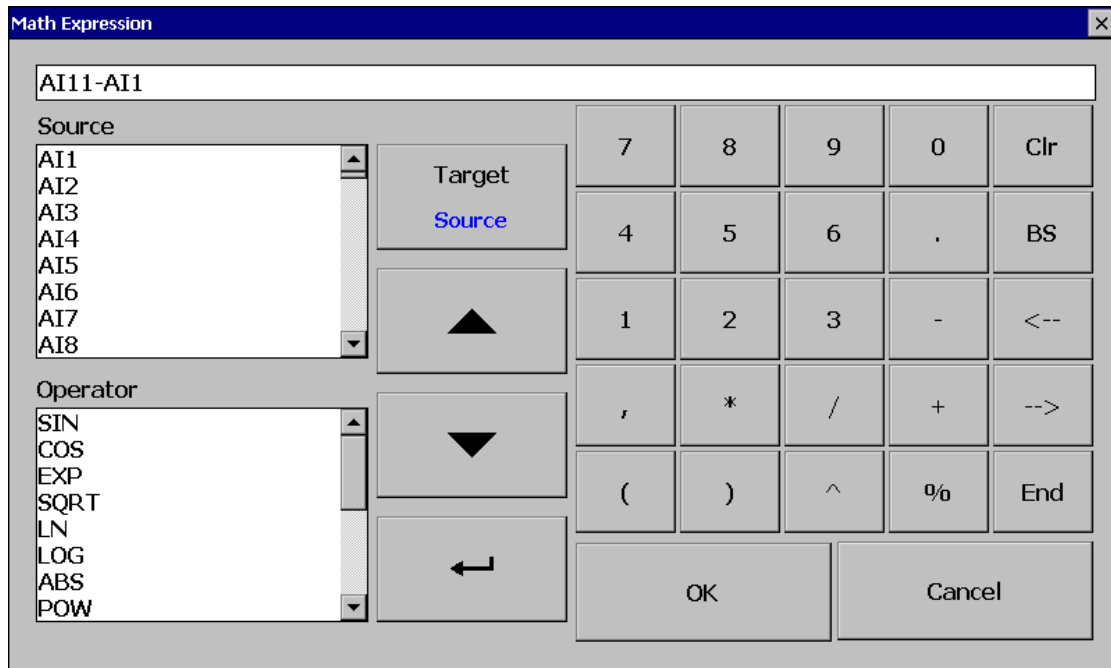 Math Expression
AI11-AI1
Source
AI1
AI2
AI3
AI4
AI5
AI6
AI7
AI8
Operator
SIN
COS
EXP
SQRT
LN
LOG
ABS
POW
Target
Source
7 8 9 0 Clr
4 5 6 . BS
1 2 3 - <--
, * / + -->
( ) ^ % End
OK Cancel